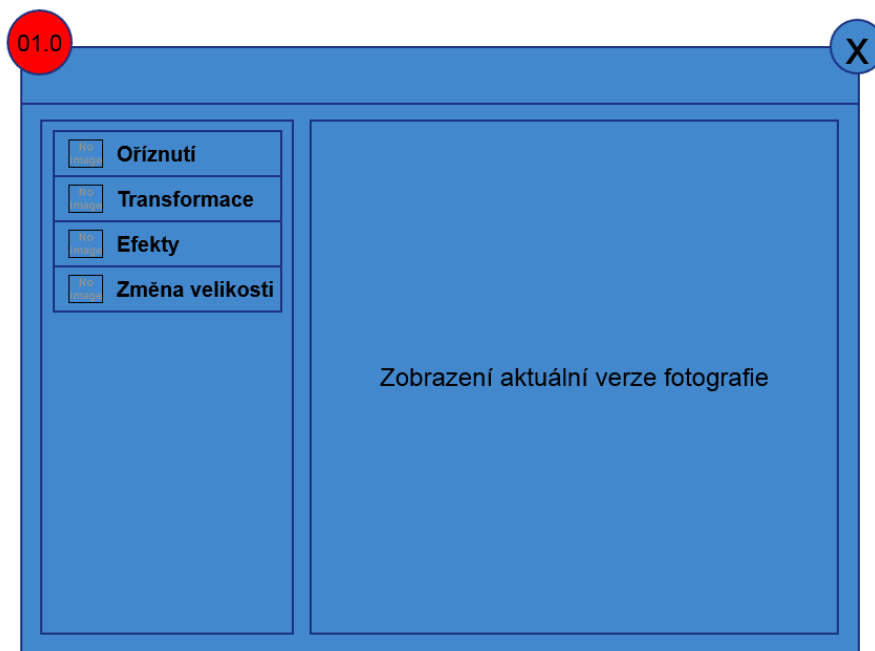 01.0
X
No
Image
Oříznutí
No
Image
Transformace
No
Image
Efekty
No
Image
Změna velikosti
Zobrazení aktuální verze fotografie